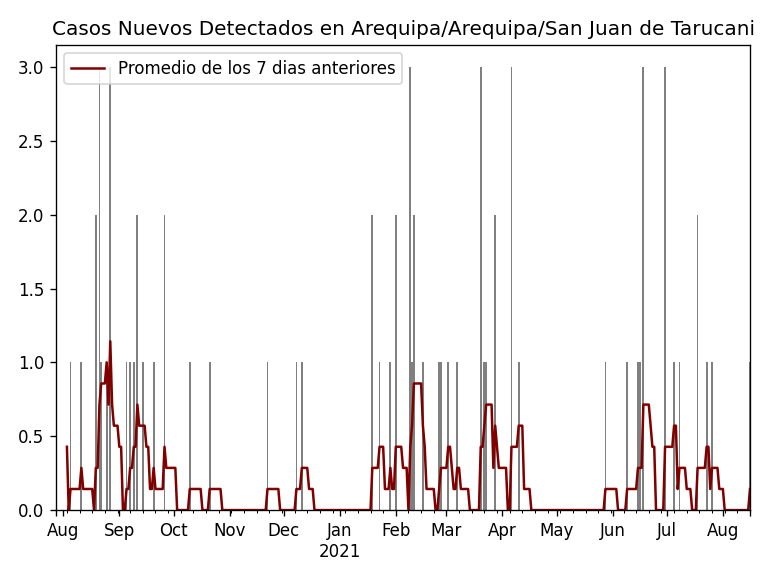 Casos Nuevos Detectados en Arequipa/Arequipa/San Juan de Tarucani
Promedio de los 7 dias anteriores
3.0
2.5
2.0
1.5
1.0
0.5
0.0
Aug Sep Oct Nov Dec Jan Feb Mar Apr May Jun Jul Aug
2021